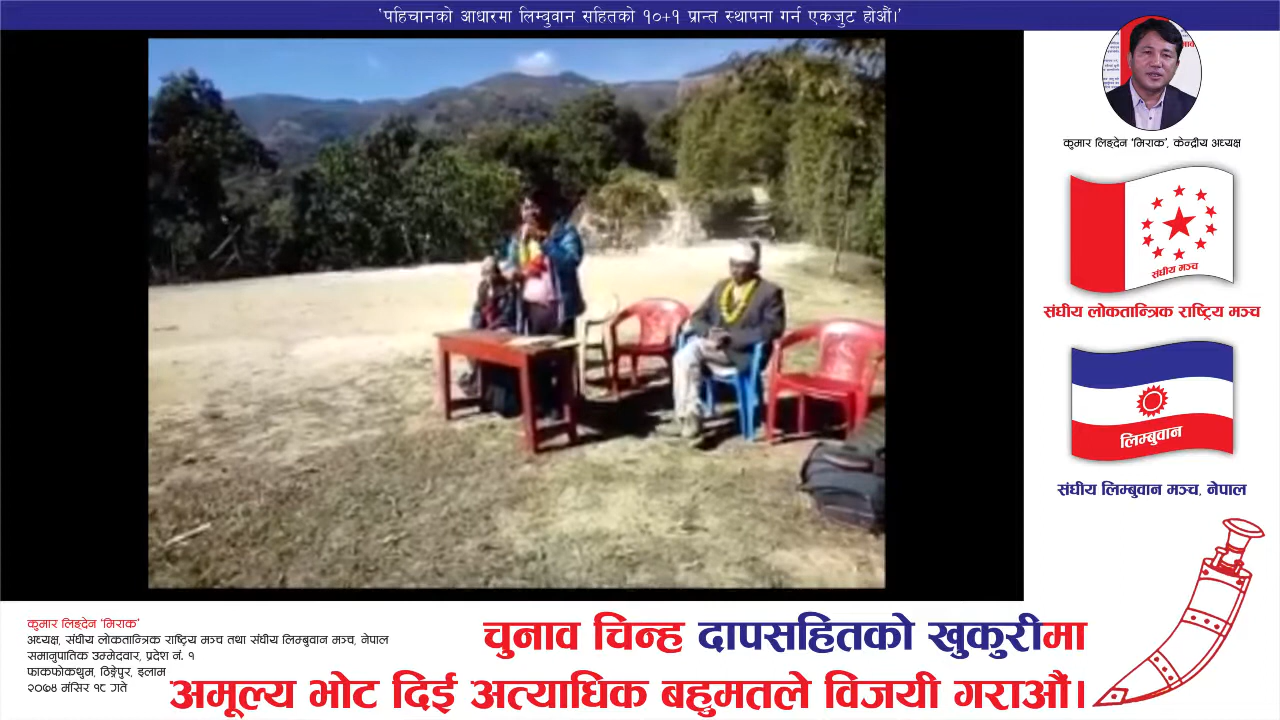 'पहिचानको आधारमा लिम्बुवान सहितको १०+१ प्रान्त स्थापना गर्न एकजुट होऔं।'
कुमार लिङ्देन 'मिराक', केन्द्रीय अध्यक्ष
संघीय मञ्च
संघीय लोकतान्त्रिक राष्ट्रिय मञ्च
लिम्बुवान
संघीय लिम्बुवान मञ्च, नेपाल
कुमार लिङ्देन 'मिराक'
अध्यक्ष, संघीय लोकतान्त्रिक राष्ट्रिय मञ्च तथा संघीय लिम्बुवान मञ्च, नेपाल
समानुपातिक उम्मेदवार, प्रदेश नं. १
फाकफोकथुम, ठिङ्गेपुर, इलाम
२०७४ मंसिर १८ गते
चुनाव चिन्ह दापसहितको खुकुरीमा
अमूल्य भोट दिई अत्याधिक बहुमतले विजयी गराऔं।